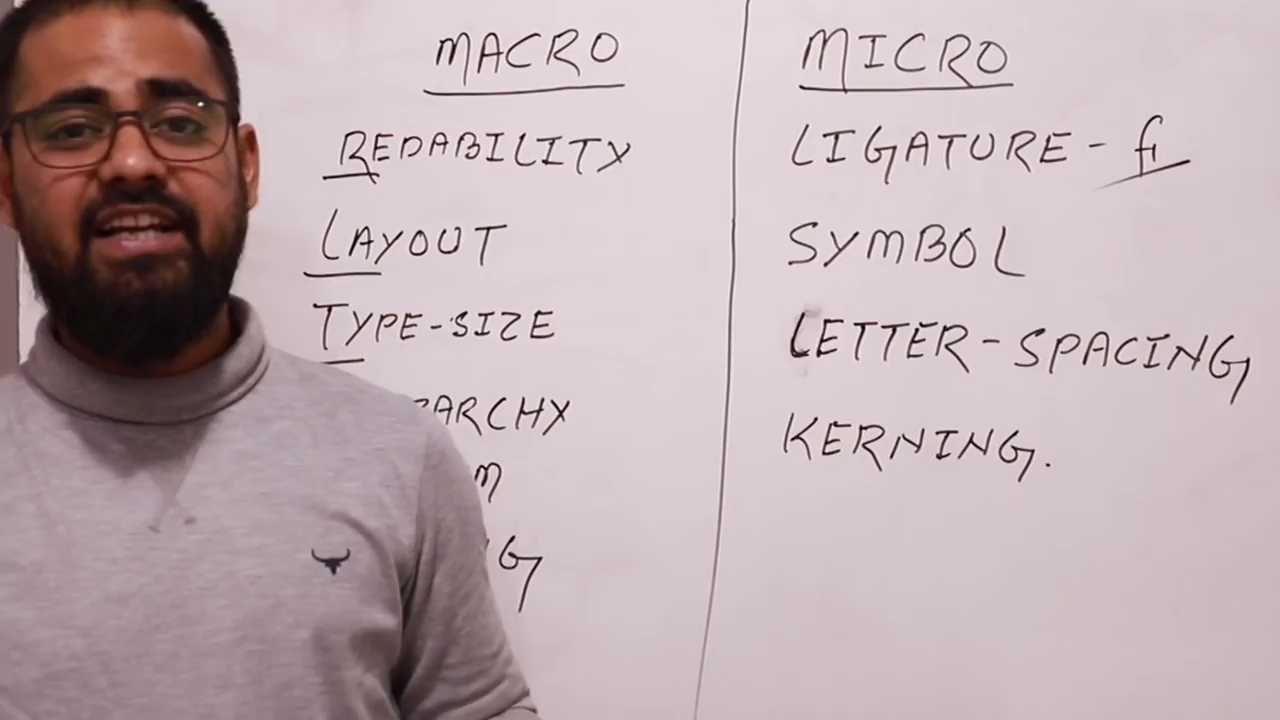 MACRO
REDABILITY
LAYOUT
TYPE-SIZE
MICRO
LIGATURE - fi
SYMBOL
LETTER-SPACING
KERNING.